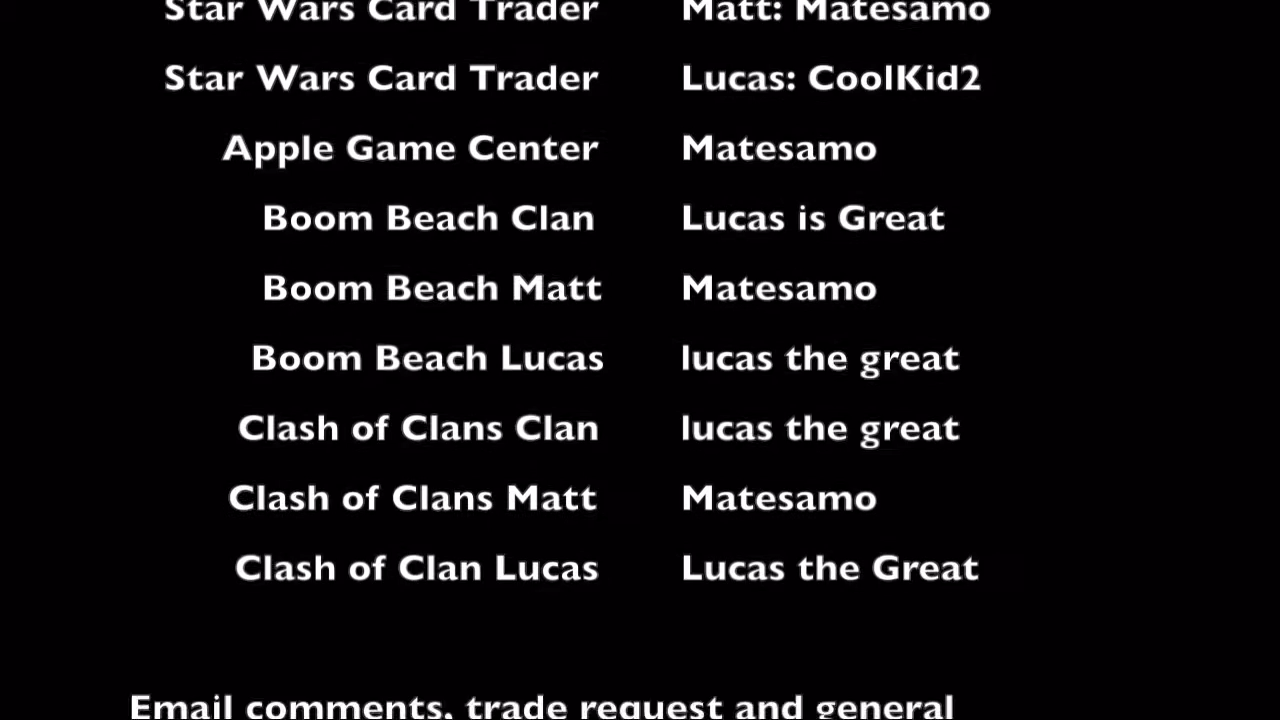 Star Wars Card Trader Matt: Matesamo
Star Wars Card Trader Lucas: CoolKid2
Apple Game Center Matesamo
Boom Beach Clan Lucas is Great
Boom Beach Matt Matesamo
Boom Beach Lucas lucas the great
Clash of Clans Clan lucas the great
Clash of Clans Matt Matesamo
Clash of Clan Lucas Lucas the Great
Email comments, trade request and general